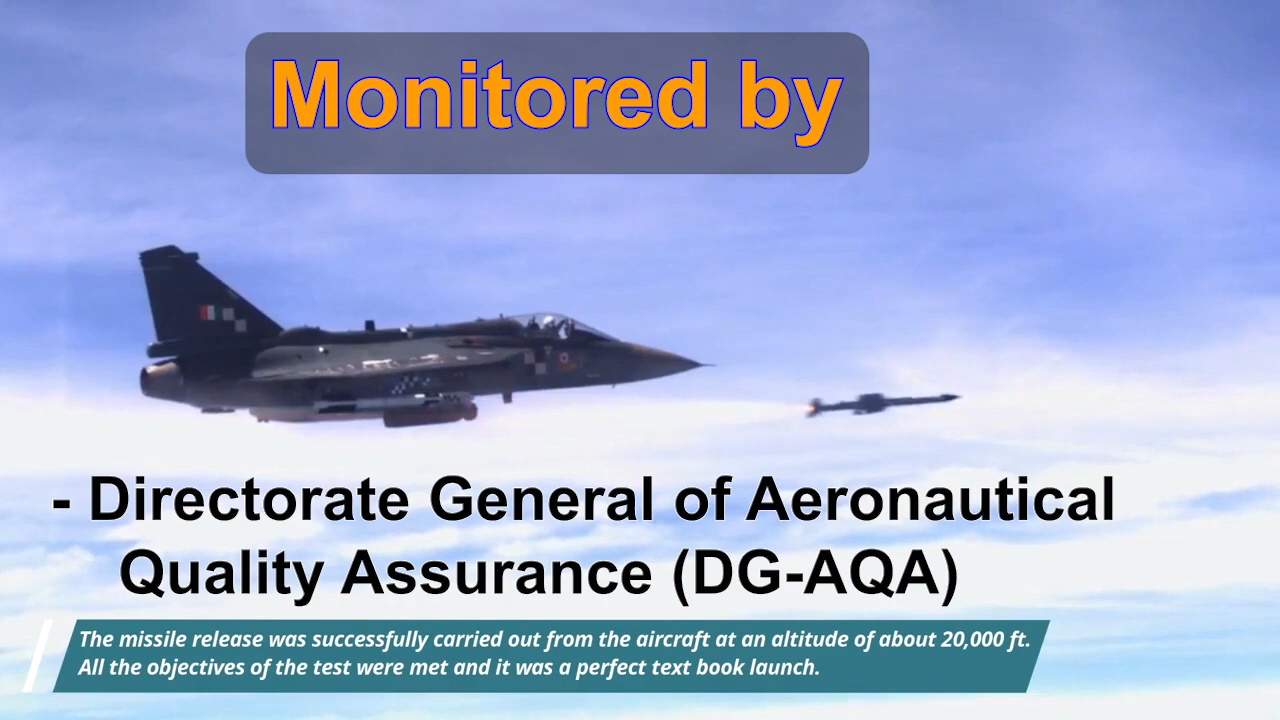 Monitored by
- Directorate General of Aeronautical
Quality Assurance (DG-AQA)
The missile release was successfully carried out from the aircraft at an altitude of about 20,000 ft.
All the objectives of the test were met and it was a perfect text book launch.